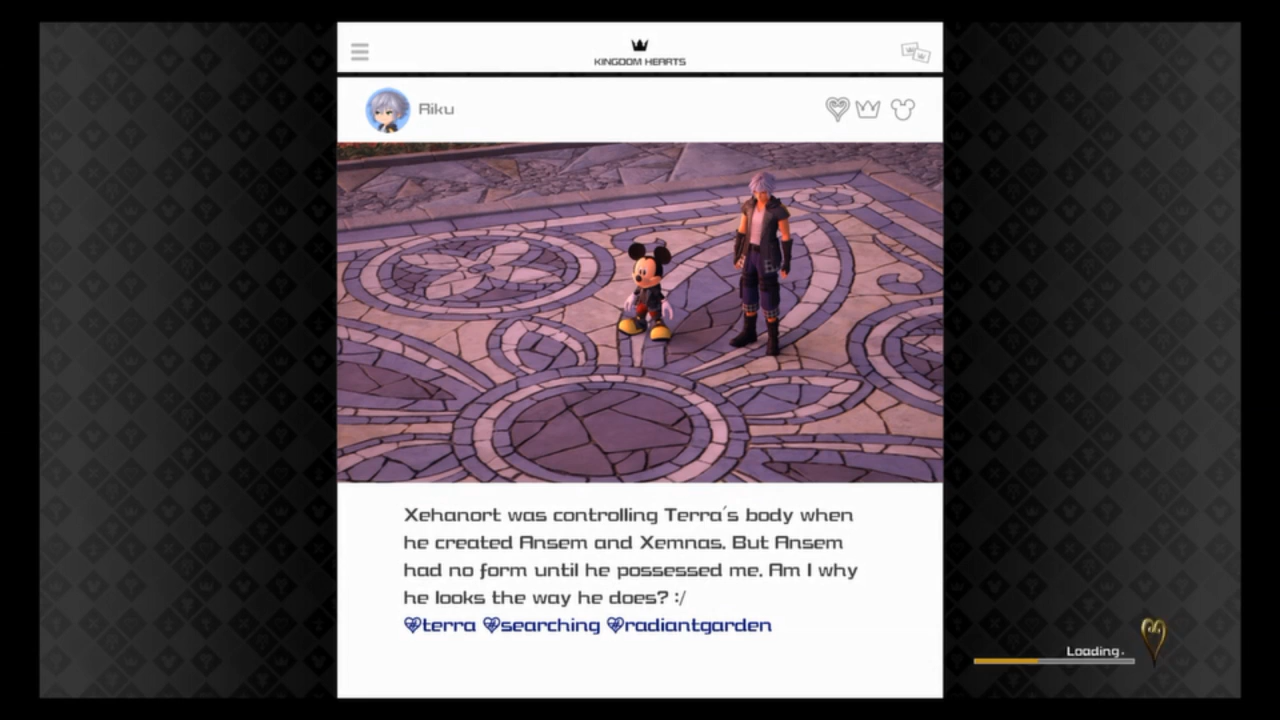 KINGDOM HEARTS
Riku
Xehanort was controlling Terra's body when
he created Ansem and Xemnas. But Ansem
had no form until he possessed me. Am I why
he looks the way he does? :/
terra searching radiantgarden
Loading.